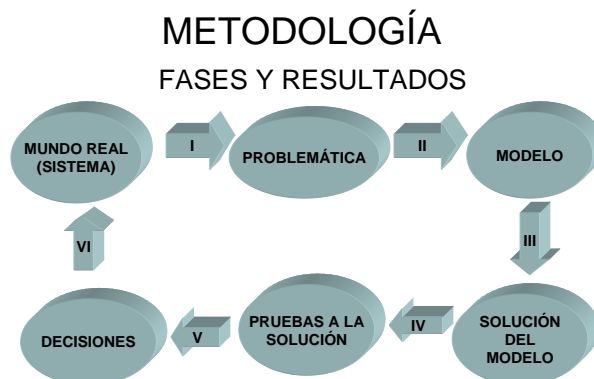 METODOLOGÍA
FASES Y RESULTADOS
MUNDO REAL
(SISTEMA)
I
PROBLEMÁTICA
II
MODELO
III
SOLUCIÓN
DEL
MODELO
IV
PRUEBAS A LA
SOLUCIÓN
V
DECISIONES
VI